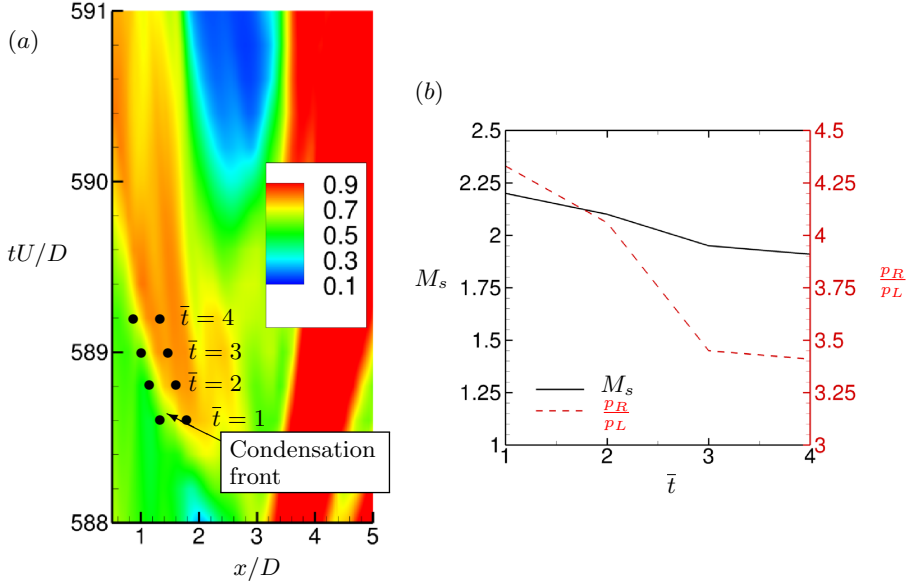 (a)
591
590
589
588
tU/D
0.9
0.7
0.5
0.3
0.1
t̄ = 4
t̄ = 3
t̄ = 2
t̄ = 1
Condensation
front
1 2 3 4 5
x/D
(b)
2.5
2.25
2
1.75
1.5
1.25
1
M_s
4.5
4.25
4
3.75
3.5
3.25
3
p_R/p_L
M_s
p_R/p_L
1 2 3 4
t̄